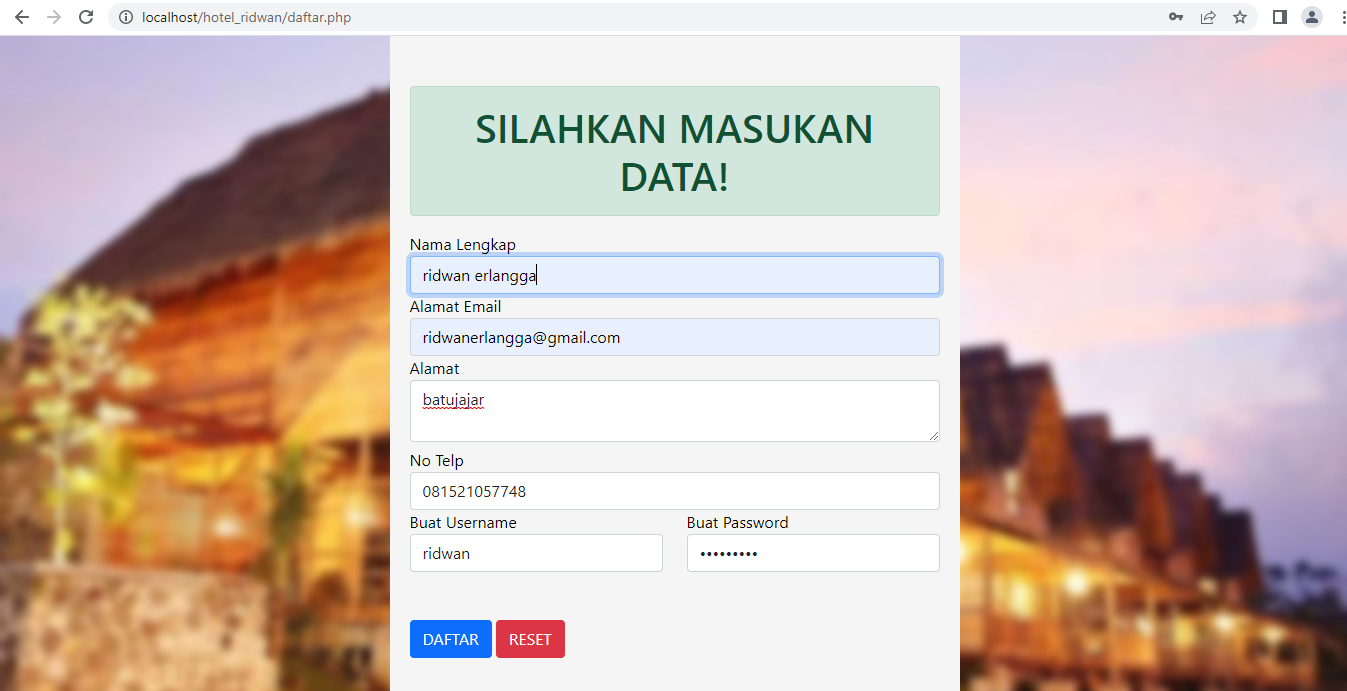 localhost/hotel_ridwan/daftar.php
SILAHKAN MASUKAN
DATA!
Nama Lengkap
ridwan erlangga
Alamat Email
ridwanerlangga@gmail.com
Alamat
batujajar
No Telp
081521057748
Buat Username
Buat Password
ridwan
•••••••••
DAFTAR
RESET